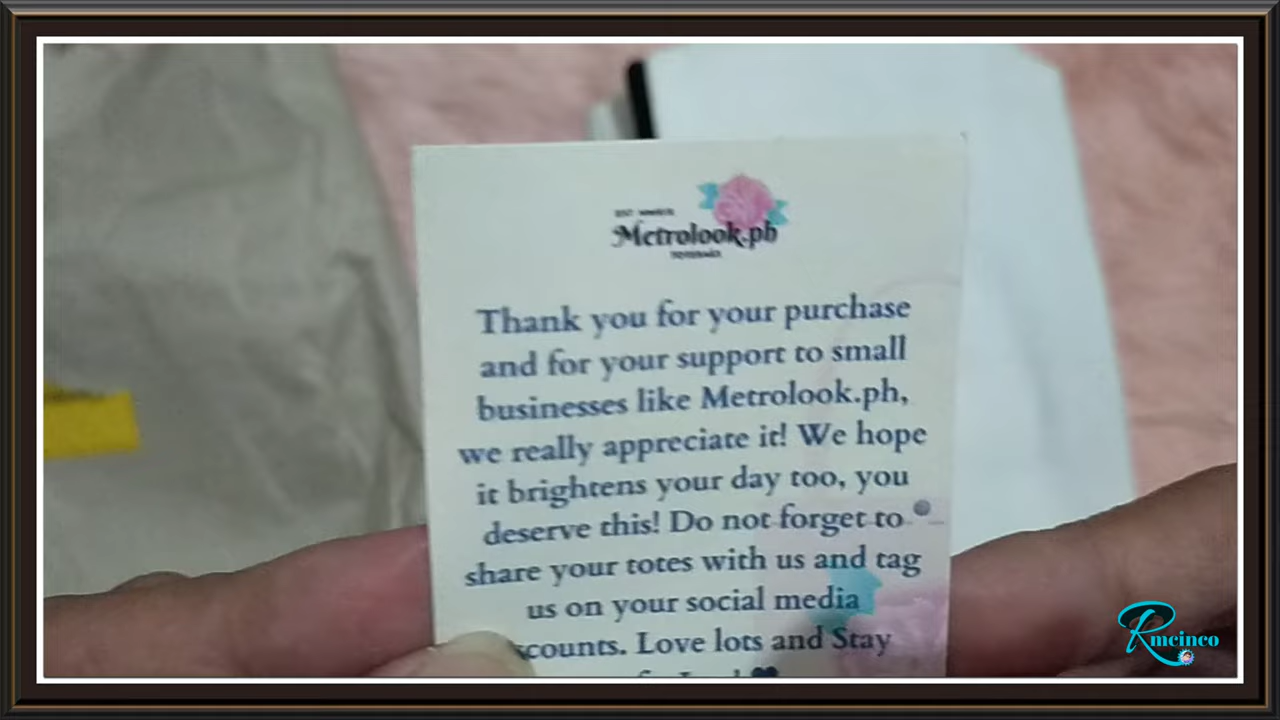 Metrolook.ph
Thank you for your purchase
and for your support to small
businesses like Metrolook.ph,
we really appreciate it! We hope
it brightens your day too, you
deserve this! Do not forget to
share your totes with us and tag
us on your social media
ccounts. Love lots and Stay
Rmcinco